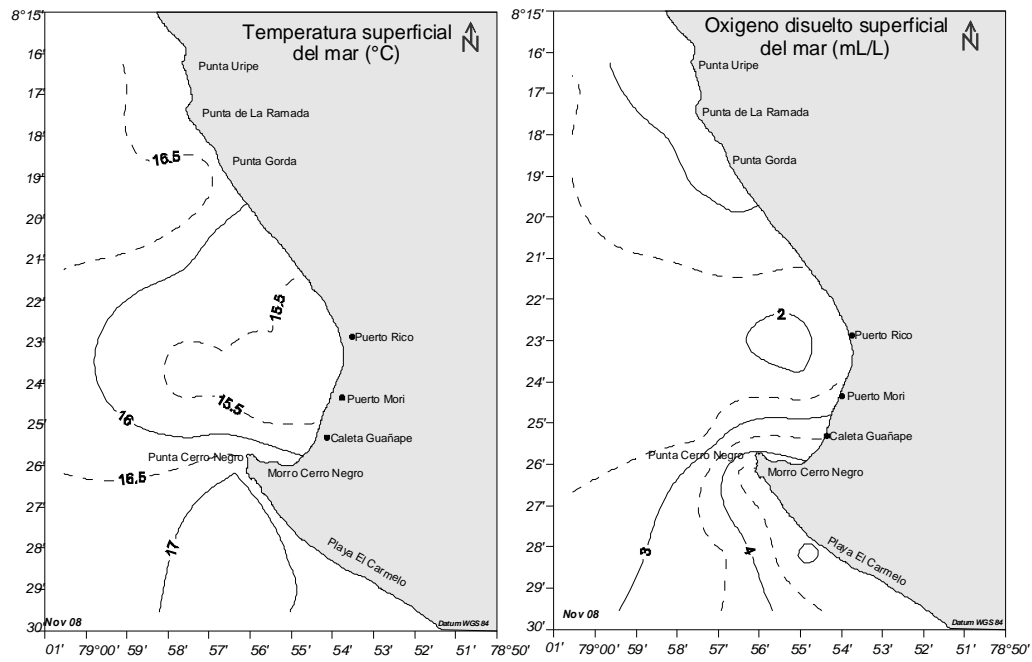 Temperatura superficial
del mar (°C)
N
8°15'
16'
17'
18'
19'
20'
21'
22'
23'
24'
25'
26'
27'
28'
29'
30'
Punta Uripe
Punta de La Ramada
16.5
Punta Gorda
15.5
Puerto Rico
Puerto Mori
15.5
16
Caleta Guañape
Punta Cerro Negro
16.5
Morro Cerro Negro
17
Playa El Carmelo
Nov 08
Datum WGS 84
01' 79°00' 59' 58' 57' 56' 55' 54' 53' 52' 51' 78°50'
Oxigeno disuelto superficial
del mar (mL/L)
N
8°15'
16'
17'
18'
19'
20'
21'
22'
23'
24'
25'
26'
27'
28'
29'
30'
Punta Uripe
Punta de La Ramada
Punta Gorda
2
Puerto Rico
Puerto Mori
Caleta Guañape
Punta Cerro Negro
Morro Cerro Negro
3
4
Playa El Carmelo
Nov 08
Datum WGS 84
01' 79°00' 59' 58' 57' 56' 55' 54' 53' 52' 51' 78°50'